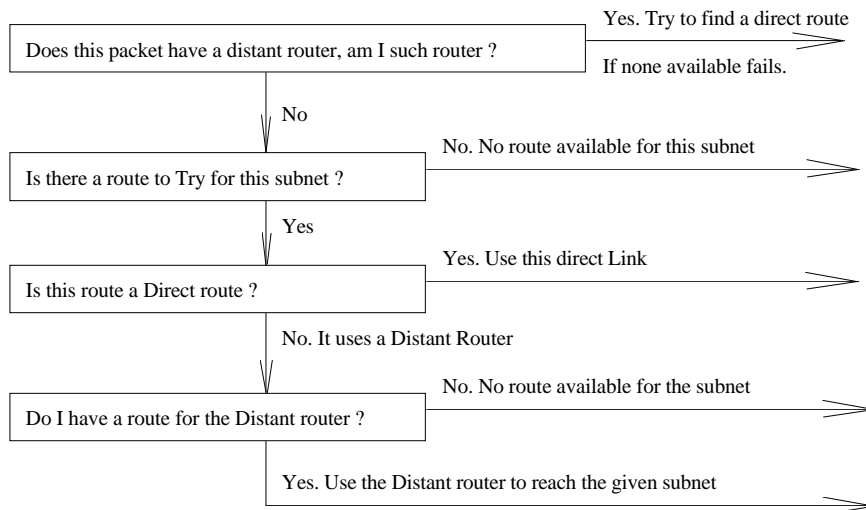 Yes. Try to find a direct route
Does this packet have a distant router, am I such router ?
If none available fails.
No
No. No route available for this subnet
Is there a route to Try for this subnet ?
Yes
Yes. Use this direct Link
Is this route a Direct route ?
No. It uses a Distant Router
No. No route available for the subnet
Do I have a route for the Distant router ?
Yes. Use the Distant router to reach the given subnet